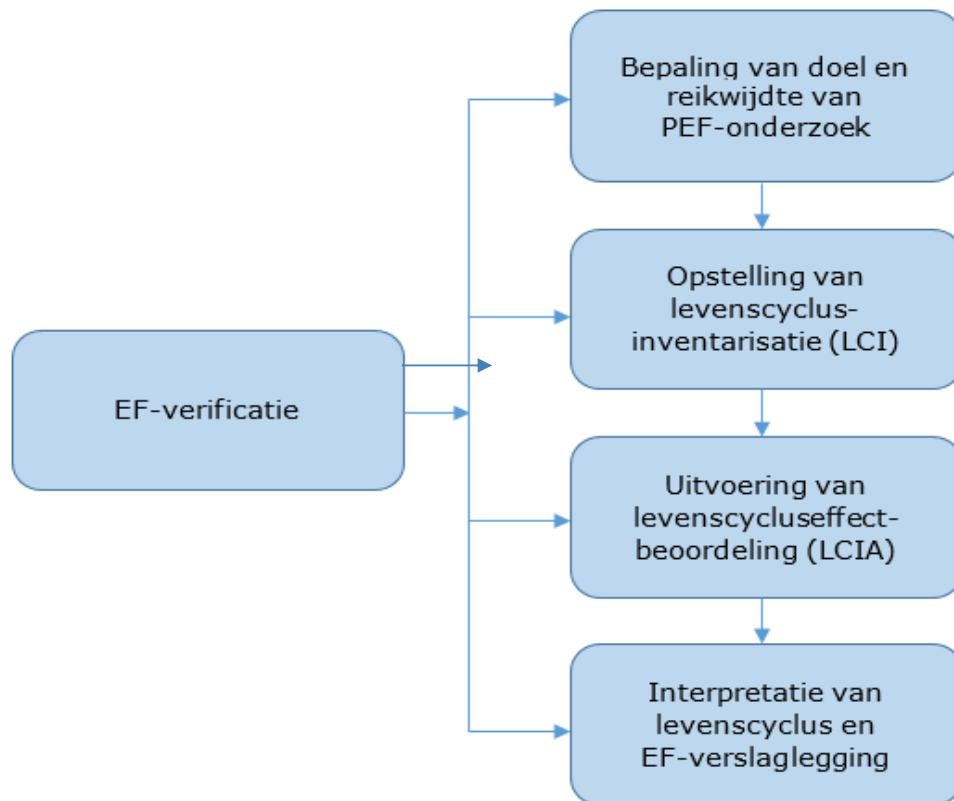 Bepaling van doel en
reikwijdte van
PEF-onderzoek
Opstelling van
levenscyclus-
inventarisatie (LCI)
EF-verificatie
Uitvoering van
levenscycluseffect-
beoordeling (LCIA)
Interpretatie van
levenscyclus en
EF-verslaglegging